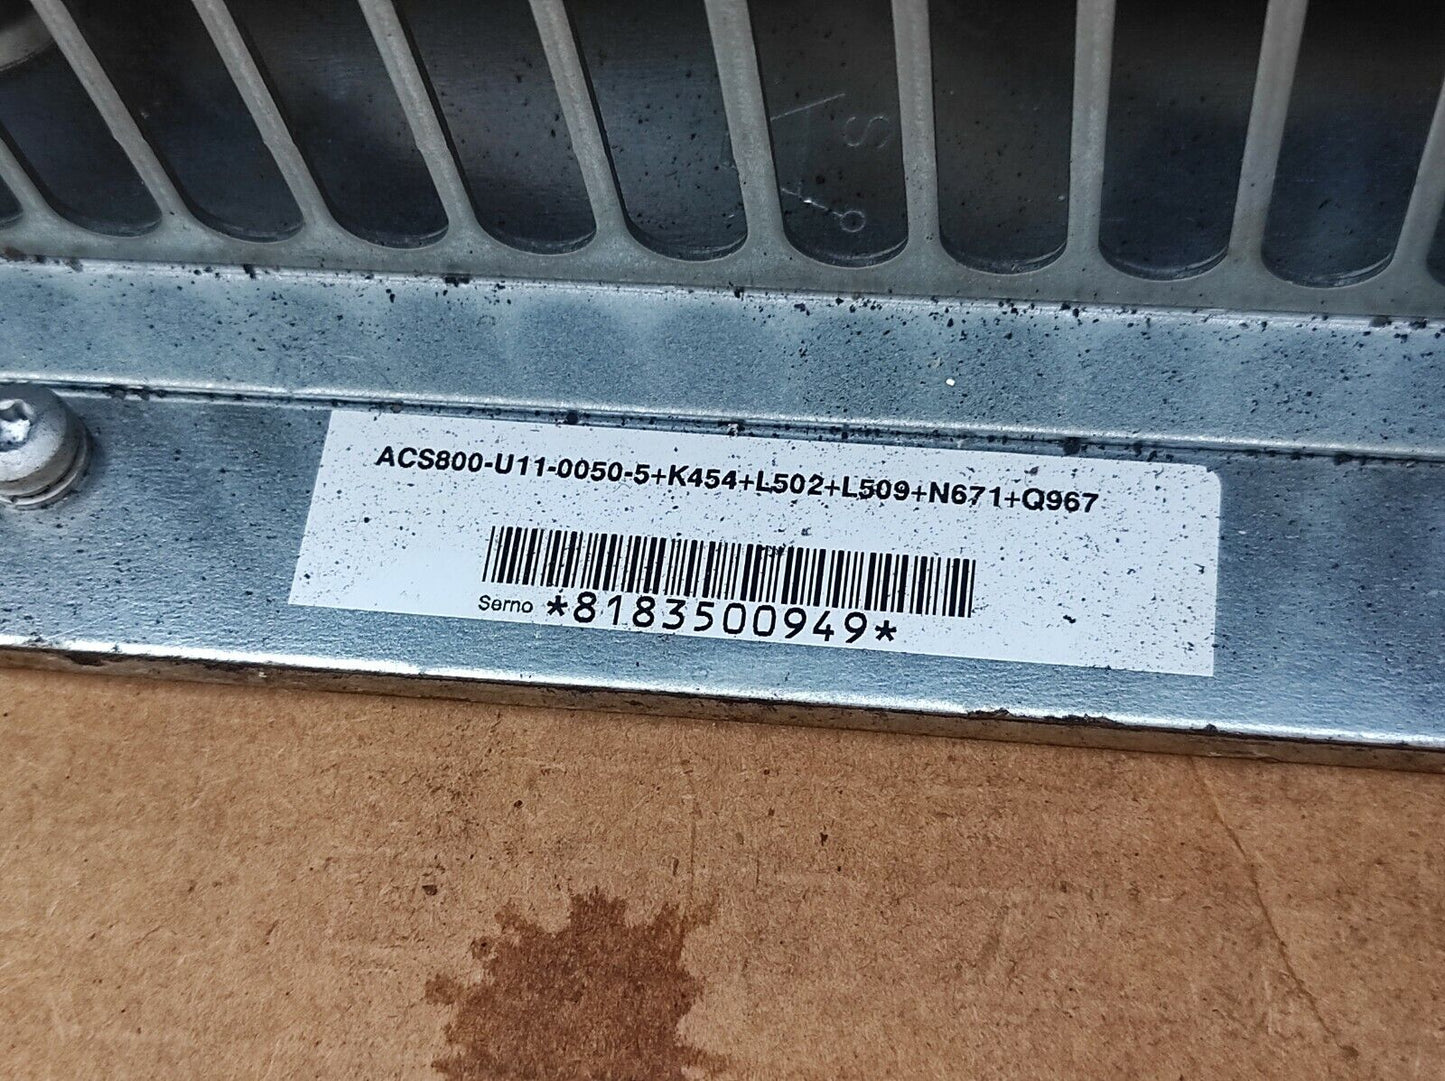 ACS800-U11-0050-5+K454+L502+L509+N671+Q967
Serno *8183500949*